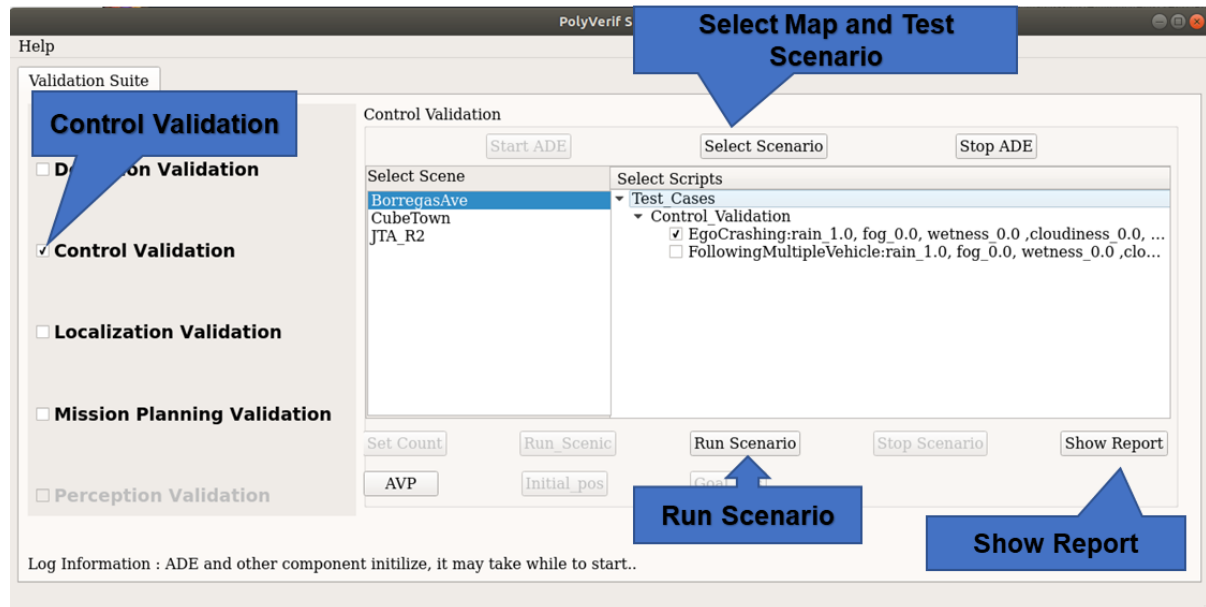 PolyVerif S
Select Map and Test
Scenario
Help
Validation Suite
Control Validation
Control Validation
Start ADE
Select Scenario
Stop ADE
Validation
Select Scene
Select Scripts
BorregasAve
Test_Cases
CubeTown
Control_Validation
JTA_R2
EgoCrashing:rain_1.0, fog_0.0, wetness_0.0 ,cloudiness_0.0, ...
FollowingMultipleVehicle:rain_1.0, fog_0.0, wetness_0.0 ,clo...
Control Validation
Localization Validation
Mission Planning Validation
Set Count
Run_Scenic
Run Scenario
Stop Scenario
Show Report
AVP
Initial_pos
Perception Validation
Run Scenario
Show Report
Log Information : ADE and other component initilize, it may take while to start..